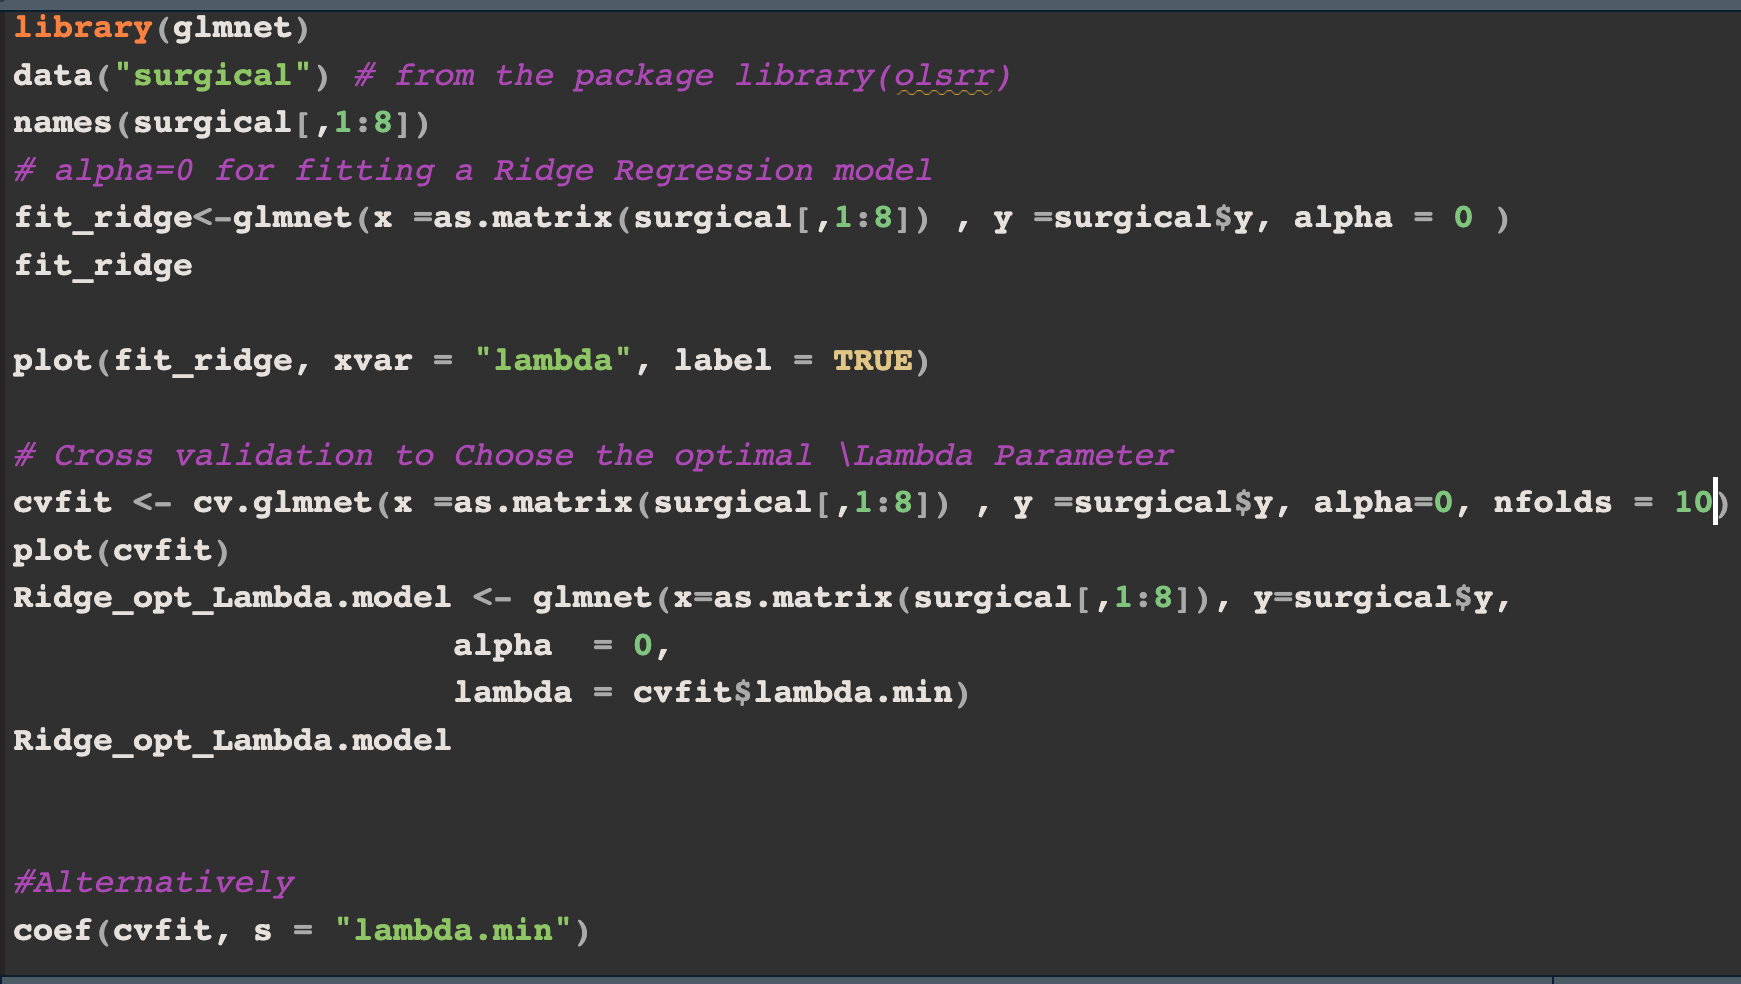 library(glmnet)
data("surgical") # from the package library(olsrr)
names(surgical[,1:8])
# alpha=0 for fitting a Ridge Regression model
fit_ridge<-glmnet(x =as.matrix(surgical[,1:8]) , y =surgical$y, alpha = 0 )
fit_ridge
plot(fit_ridge, xvar = "lambda", label = TRUE)
# Cross validation to Choose the optimal \Lambda Parameter
cvfit <- cv.glmnet(x =as.matrix(surgical[,1:8]) , y =surgical$y, alpha=0, nfolds = 10)
plot(cvfit)
Ridge_opt_Lambda.model <- glmnet(x=as.matrix(surgical[,1:8]), y=surgical$y,
alpha  = 0,
lambda = cvfit$lambda.min)
Ridge_opt_Lambda.model
#Alternatively
coef(cvfit, s = "lambda.min")